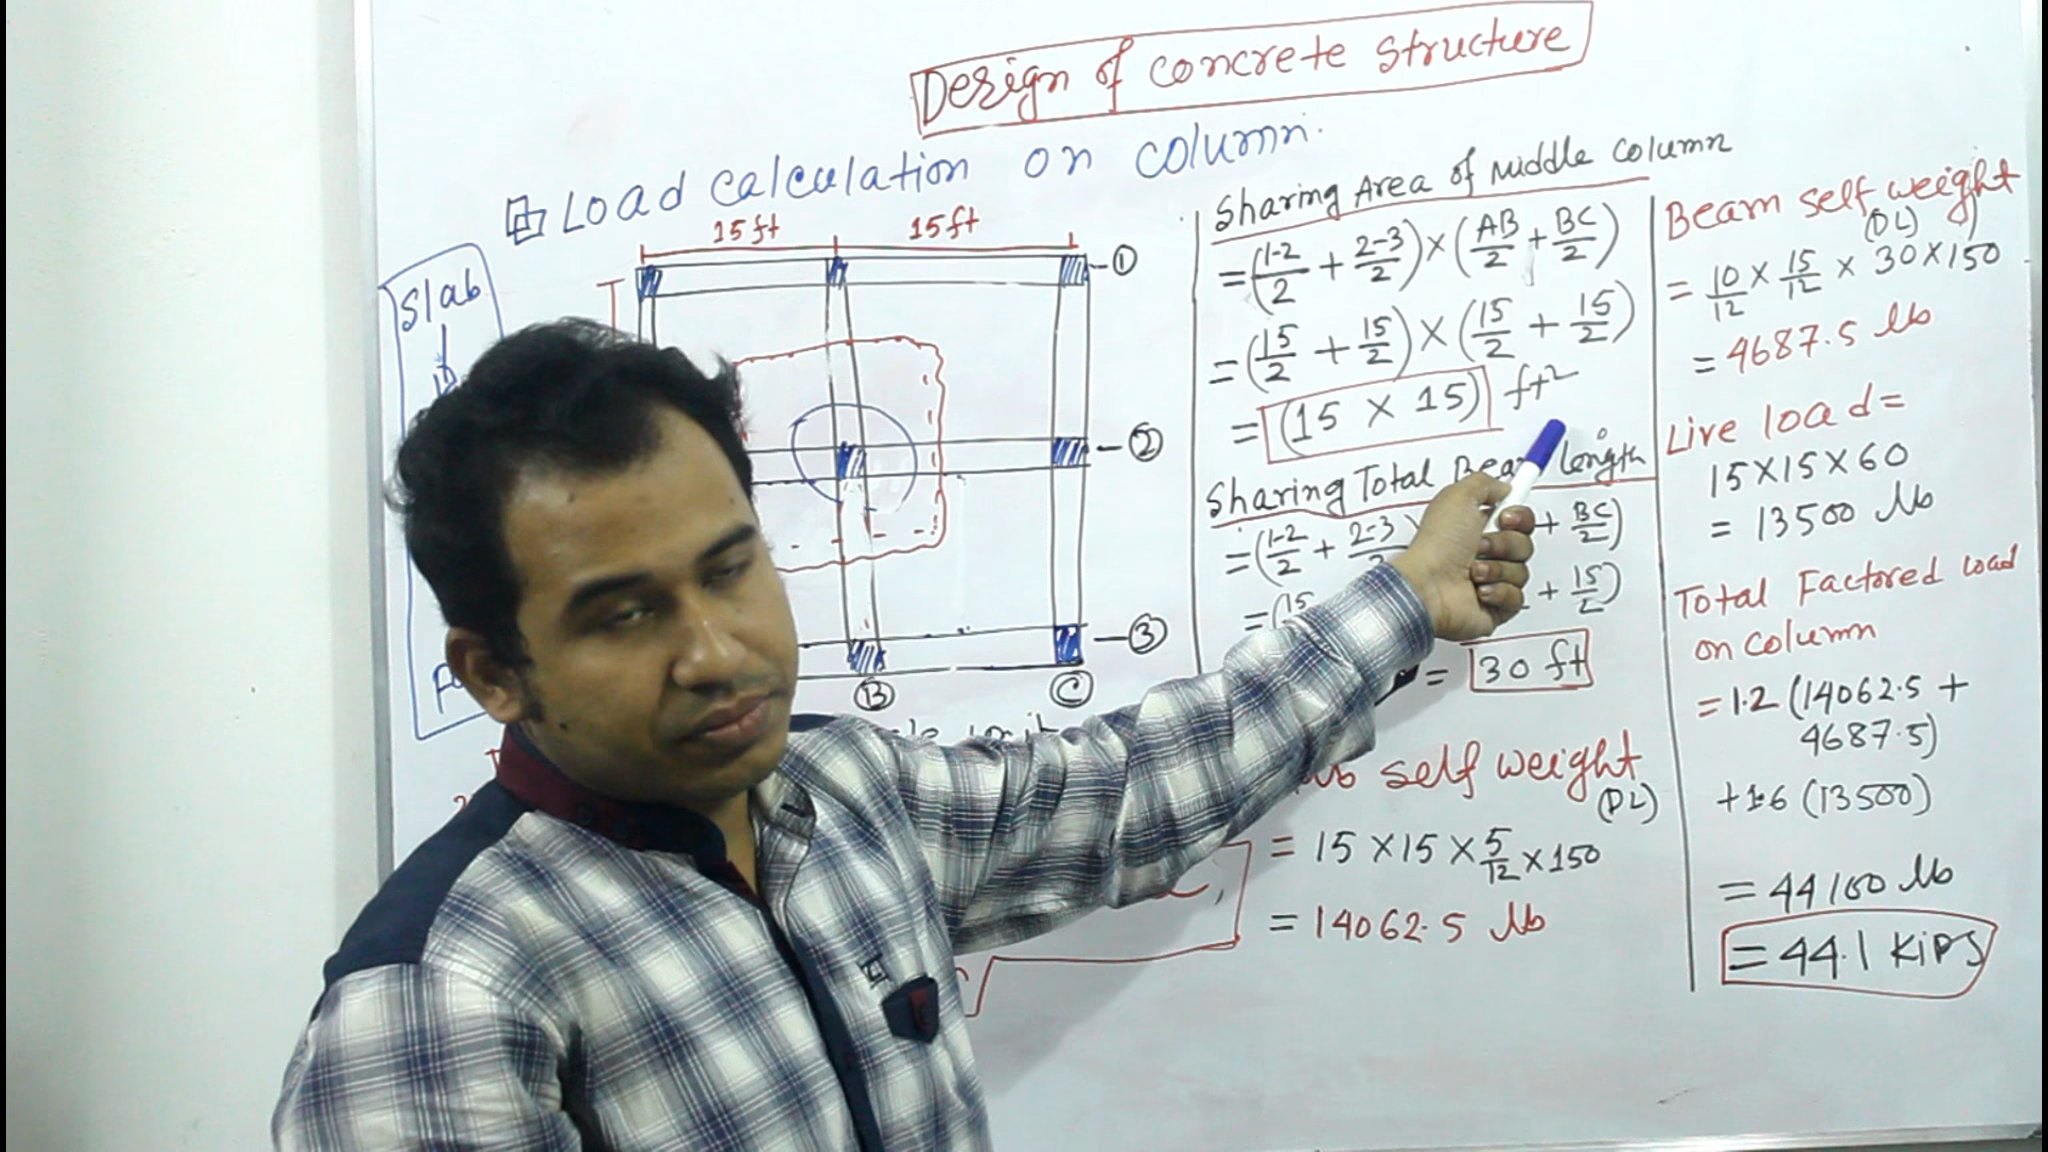 Design of concrete structure
Load calculation on column.
15 ft 15 ft
Slab
1
2
3
B C
Sharing Area of Middle column
= (1-2/2 + 2-3/2) × (AB/2 + BC/2)
= (15/2 + 15/2) × (15/2 + 15/2)
= (15 × 15) ft²
Sharing Total length
= (1-2/2 + 2-3 + BC/2)
= (15 + 15/2)
= 30 ft
self weight
(DL)
= 15 × 15 × 5/12 × 150
= 14062.5 lb
Beam self weight
(DL)
= 10/12 × 15/12 × 30 × 150
= 4687.5 lb
Live load =
15 × 15 × 60
= 13500 lb
Total Factored Load
on column
= 1.2 (14062.5 +
4687.5)
+ 1.6 (13500)
= 44100 lb
= 44.1 KiPS